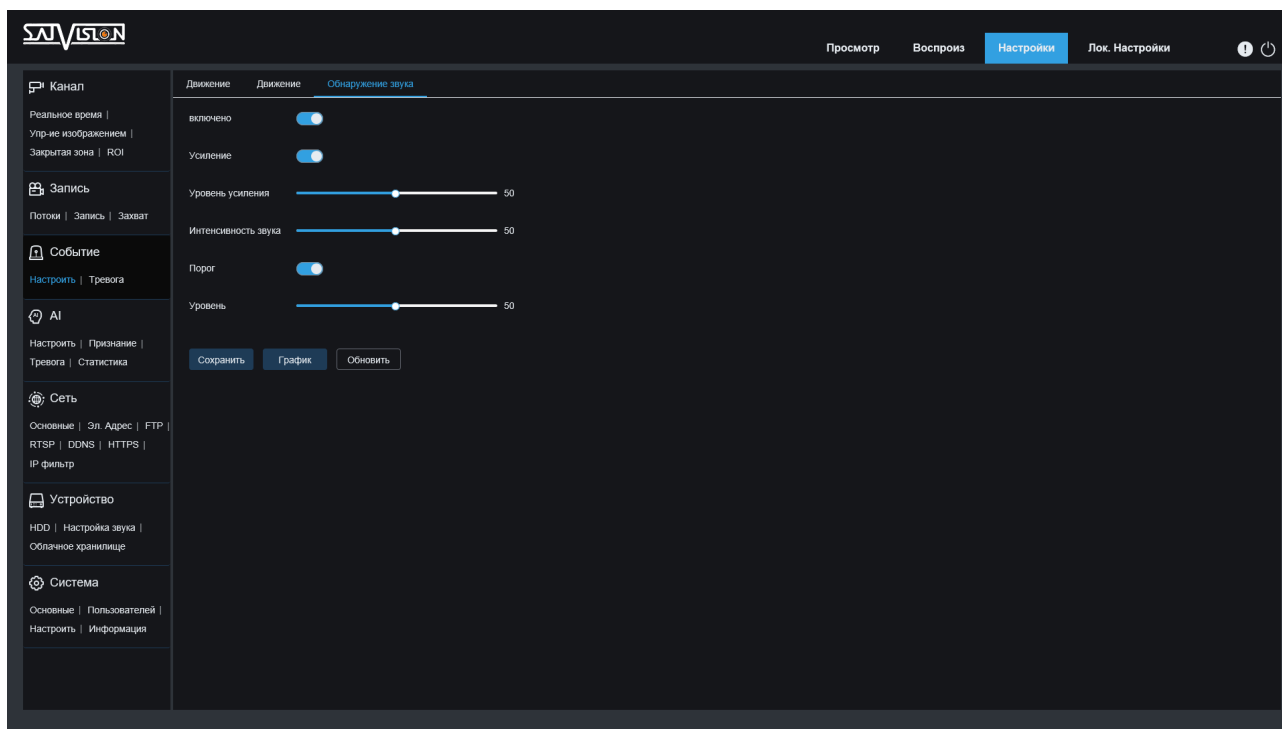 SATVISION
Просмотр Воспроиз Настройки Лок. Настройки
Канал
Реальное время |
Упр-ие изображением |
Закрытая зона | ROI
Запись
Потоки | Запись | Захват
Событие
Настроить | Тревога
AI
Настроить | Признание |
Тревога | Статистика
Сеть
Основные | Эл. Адрес | FTP |
RTSP | DDNS | HTTPS |
IP фильтр
Устройство
HDD | Настройка звука |
Облачное хранилище
Система
Основные | Пользователей |
Настроить | Информация
Движение Движение Обнаружение звука
включено
Усиление
Уровень усиления 50
Интенсивность звука 50
Порог
Уровень 50
Сохранить График Обновить